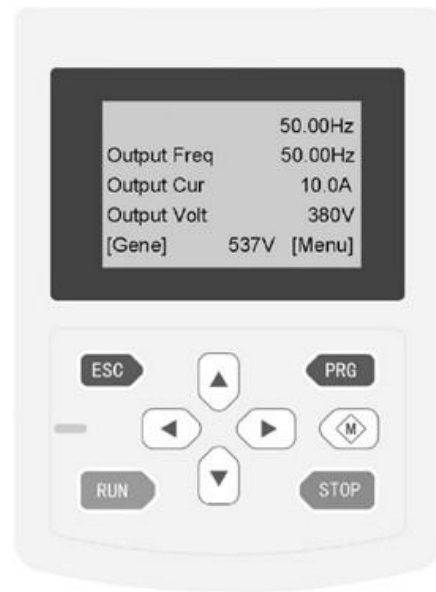 50.00Hz
Output Freq 50.00Hz
Output Cur 10.0A
Output Volt 380V
[Gene] 537V [Menu]
ESC
PRG
M
RUN
STOP